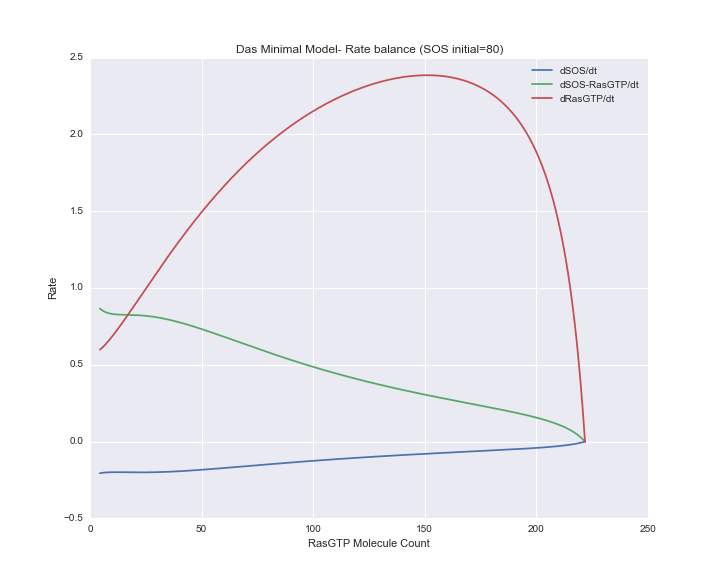 Das Minimal Model- Rate balance (SOS initial=80)
2.5
2.0
1.5
1.0
0.5
0.0
−0.5
Rate
dSOS/dt
dSOS-RasGTP/dt
dRasGTP/dt
0 50 100 150 200 250
RasGTP Molecule Count